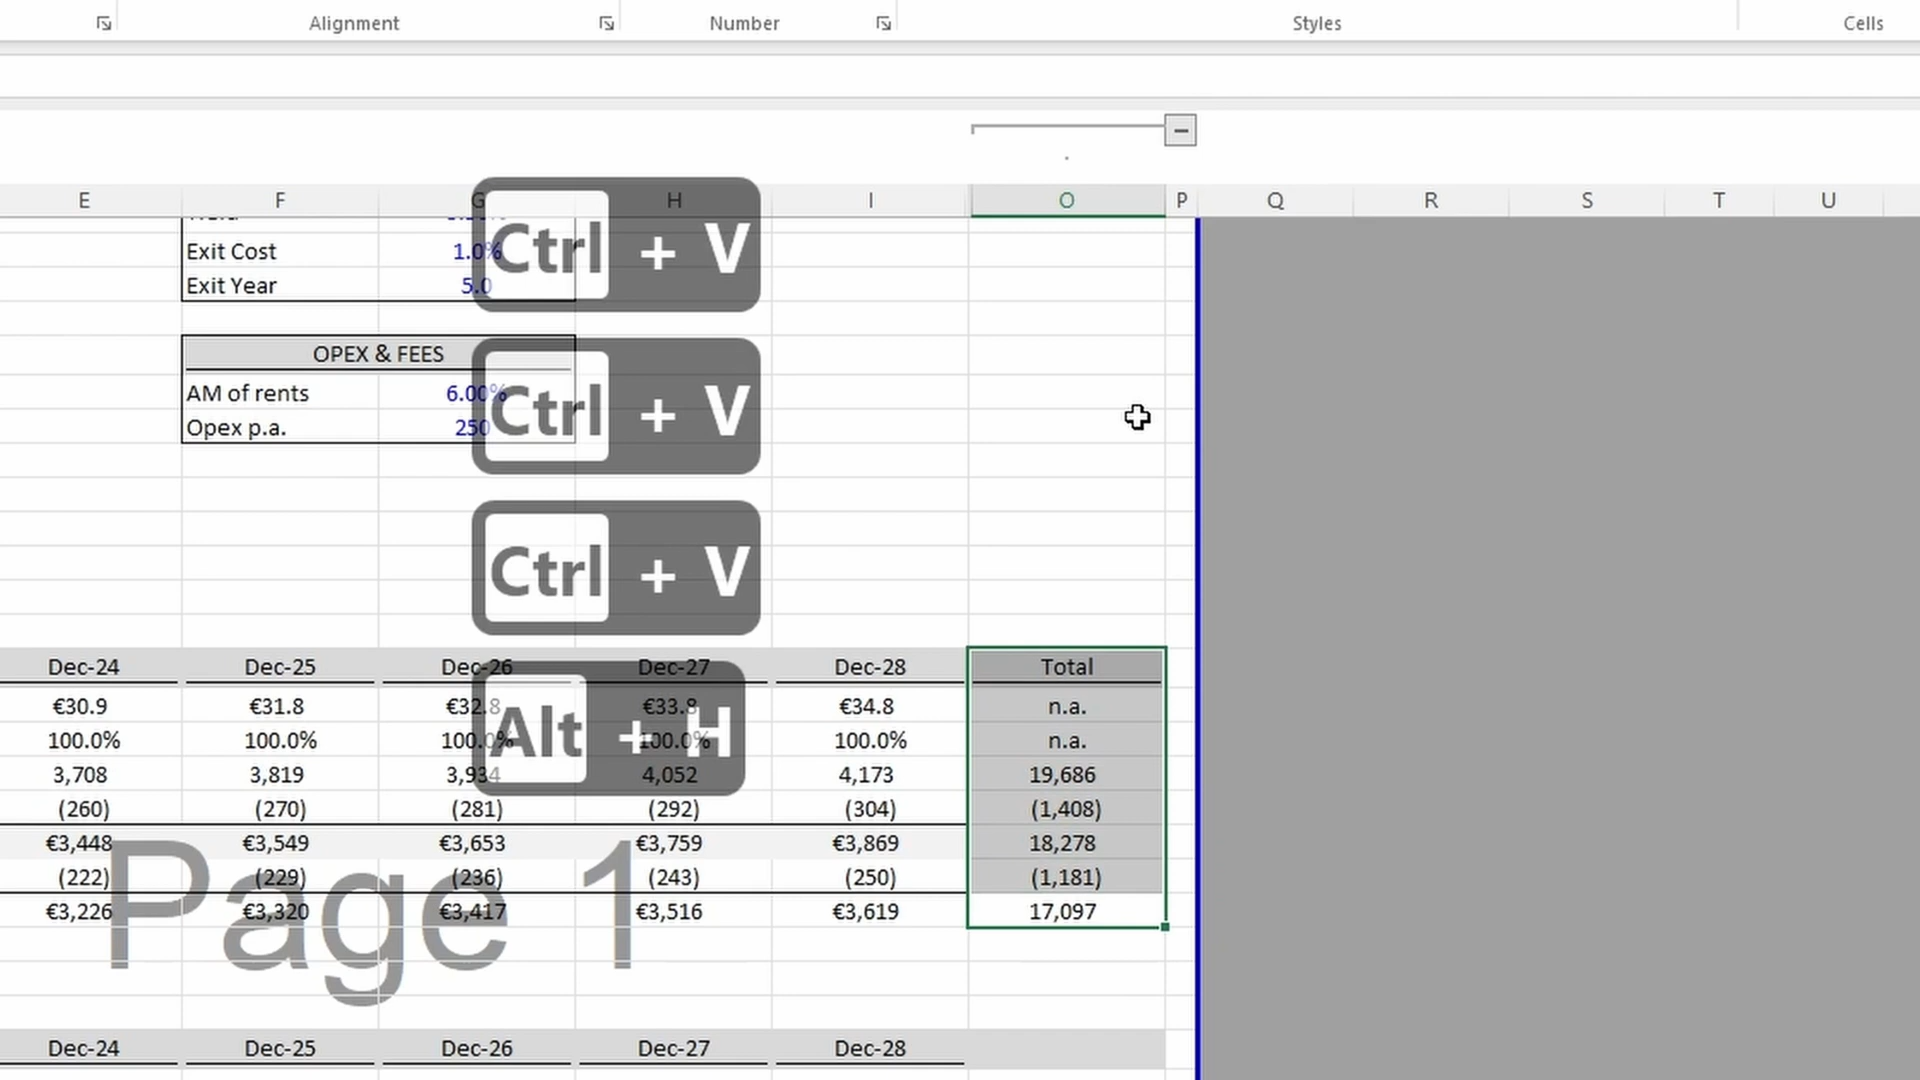 Alignment Number Styles Cells
E F G H I O P Q R S T U
Exit Cost 1.0%
Exit Year 5.0
OPEX & FEES
AM of rents 6.00%
Opex p.a. 250
Ctrl + V
Ctrl + V
Ctrl + V
Alt + H
Dec-24 Dec-25 Dec-26 Dec-27 Dec-28 Total
€30.9 €31.8 €32.8 €33.8 €34.8 n.a.
100.0% 100.0% 100.0% 100.0% 100.0% n.a.
3,708 3,819 3,934 4,052 4,173 19,686
(260) (270) (281) (292) (304) (1,408)
€3,448 €3,549 €3,653 €3,759 €3,869 18,278
(222) (229) (236) (243) (250) (1,181)
€3,226 €3,320 €3,417 €3,516 €3,619 17,097
Page 1
Dec-24 Dec-25 Dec-26 Dec-27 Dec-28